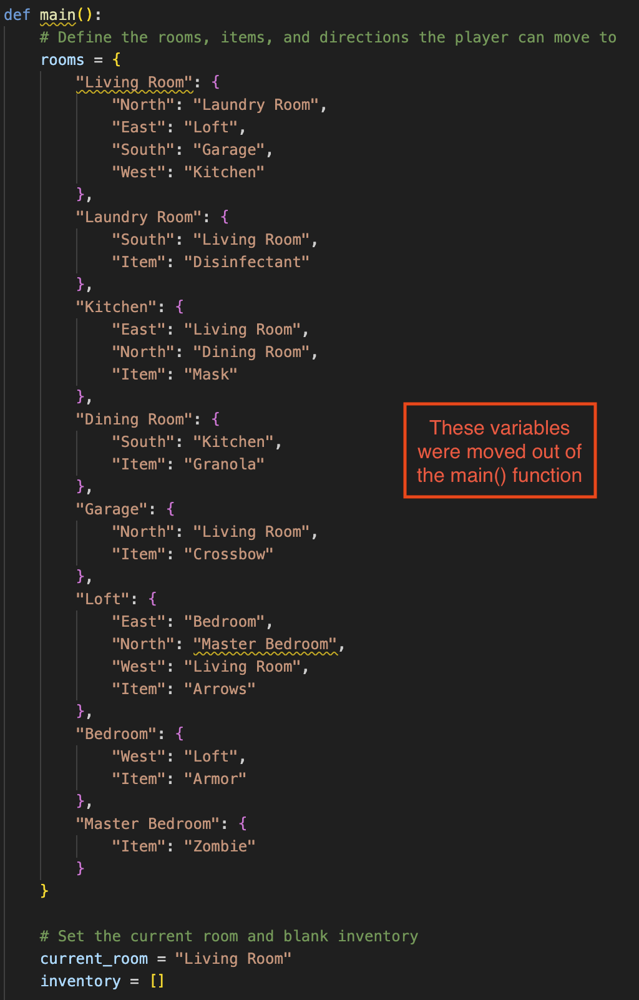 def main():
    # Define the rooms, items, and directions the player can move to
    rooms = {
        "Living Room": {
            "North": "Laundry Room",
            "East": "Loft",
            "South": "Garage",
            "West": "Kitchen"
        },
        "Laundry Room": {
            "South": "Living Room",
            "Item": "Disinfectant"
        },
        "Kitchen": {
            "East": "Living Room",
            "North": "Dining Room",
            "Item": "Mask"
        },
        "Dining Room": {
            "South": "Kitchen",
            "Item": "Granola"
        },
        "Garage": {
            "North": "Living Room",
            "Item": "Crossbow"
        },
        "Loft": {
            "East": "Bedroom",
            "North": "Master Bedroom",
            "West": "Living Room",
            "Item": "Arrows"
        },
        "Bedroom": {
            "West": "Loft",
            "Item": "Armor"
        },
        "Master Bedroom": {
            "Item": "Zombie"
        }
    }
    # Set the current room and blank inventory
    current_room = "Living Room"
    inventory = []
These variables
were moved out of
the main() function